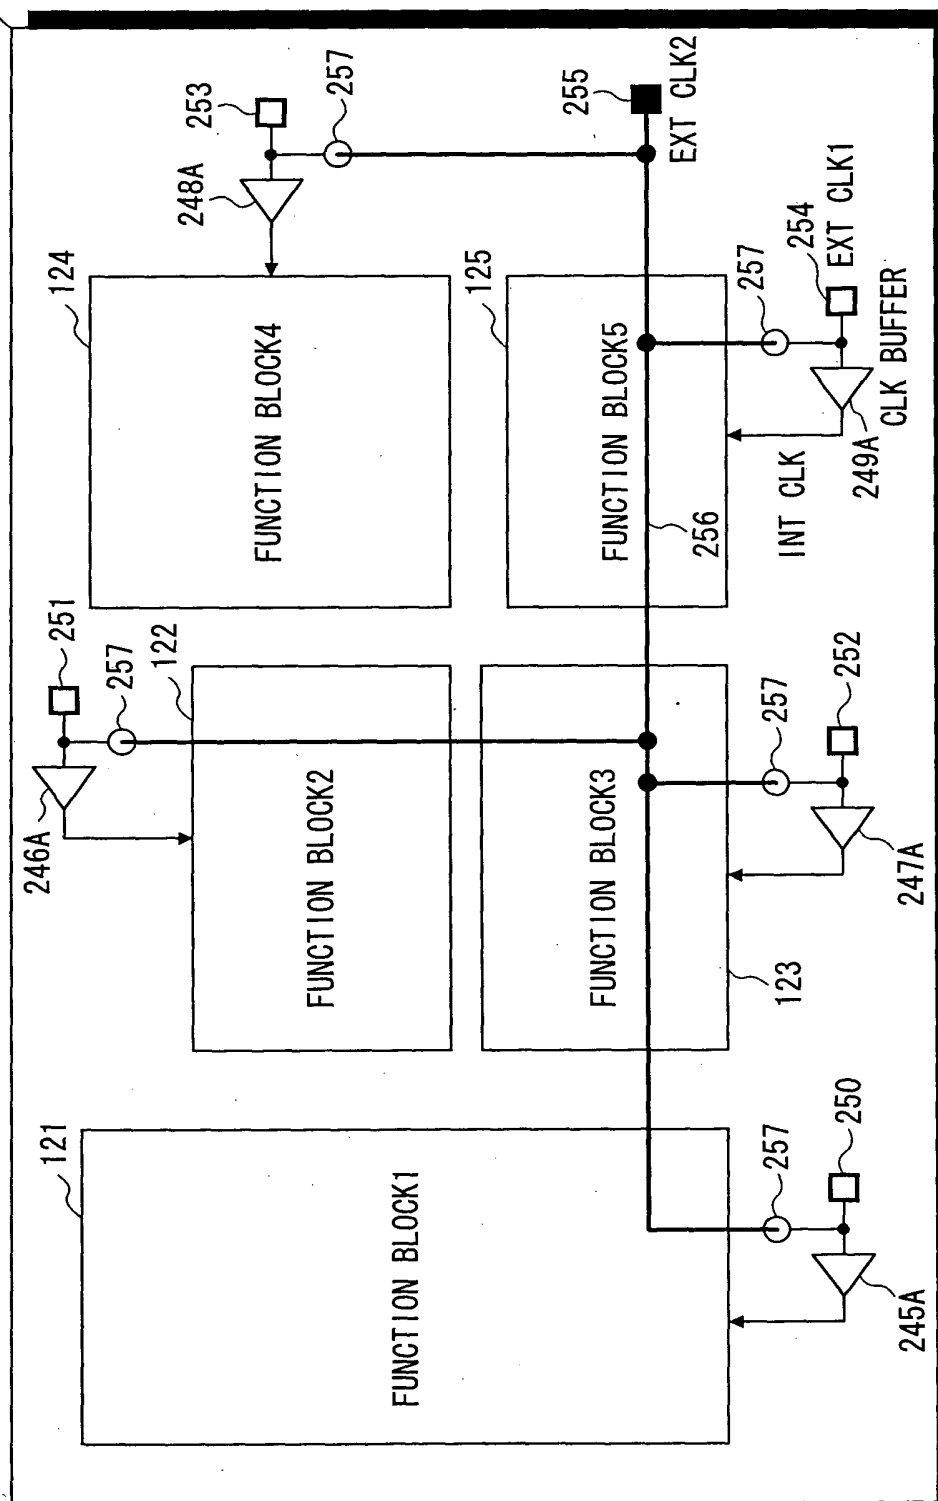 121
FUNCTION BLOCK1
257
250
245A
251
257
122
246A
FUNCTION BLOCK2
FUNCTION BLOCK3
123
257
252
247A
253
257
248A
124
FUNCTION BLOCK4
255
EXT CLK2
125
FUNCTION BLOCK5
256
257
254
EXT CLK1
INT CLK
249A
CLK BUFFER